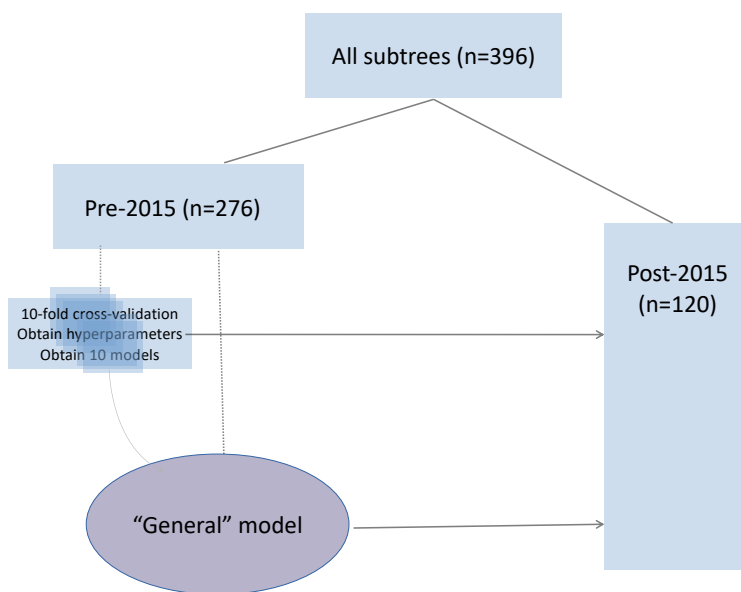 All subtrees (n=396)
Pre-2015 (n=276)
Post-2015
(n=120)
10-fold cross-validation
Obtain hyperparameters
Obtain 10 models
“General” model